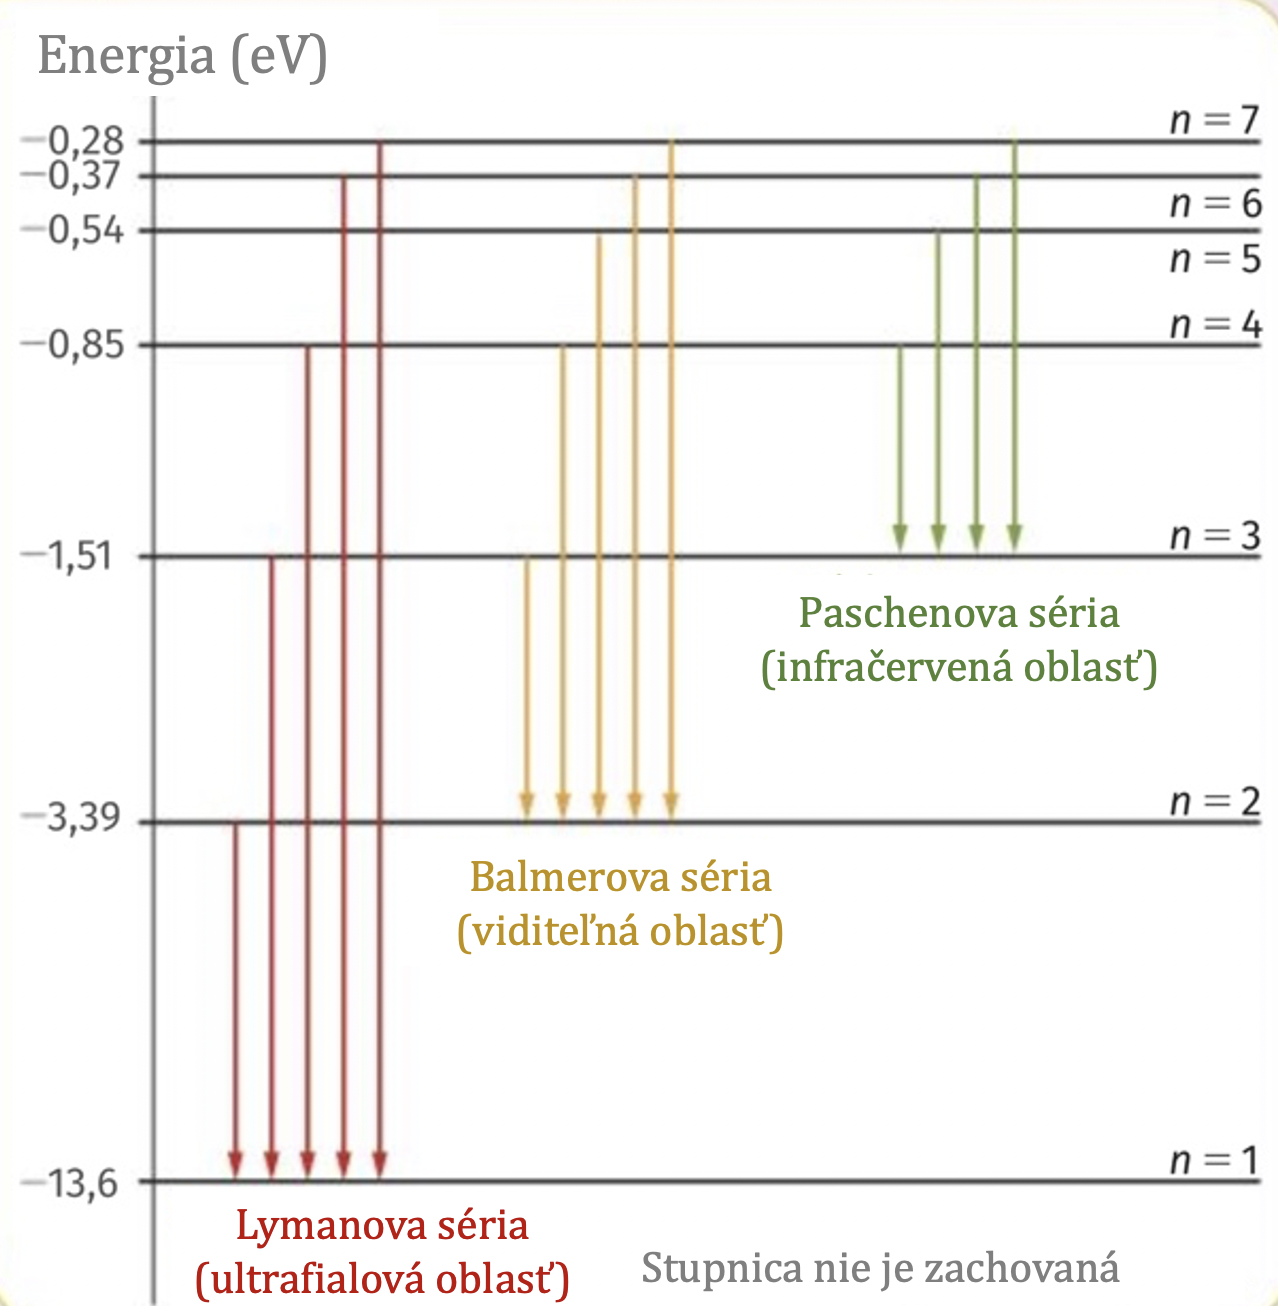 Energia (eV)
n = 7
−0,28
−0,37
n = 6
−0,54
n = 5
n = 4
−0,85
n = 3
−1,51
Paschenova séria
(infračervená oblasť)
n = 2
−3,39
Balmerova séria
(viditeľná oblasť)
n = 1
−13,6
Lymanova séria
(ultrafialová oblasť)
Stupnica nie je zachovaná